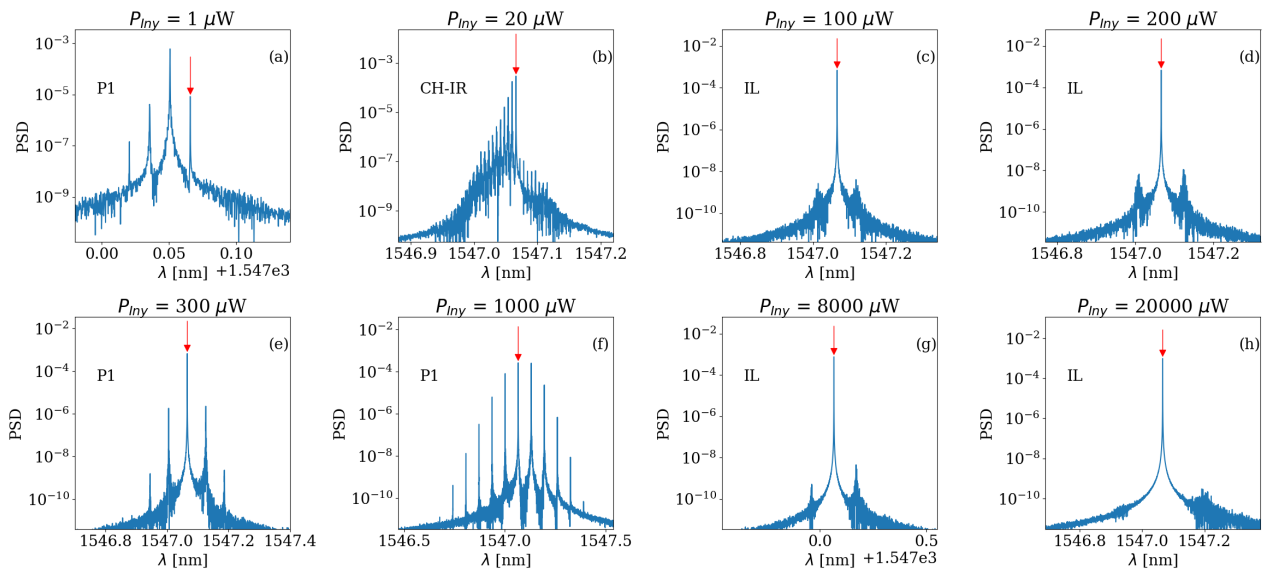 P_Iny = 1 μW
P_Iny = 20 μW
P_Iny = 100 μW
P_Iny = 200 μW
(a)
P1
PSD
10⁻³
10⁻⁵
10⁻⁷
10⁻⁹
0.00 0.05 0.10
λ [nm] +1.547e3
(b)
CH-IR
PSD
10⁻³
10⁻⁵
10⁻⁷
10⁻⁹
1546.9 1547.0 1547.1 1547.2
λ [nm]
(c)
IL
PSD
10⁻²
10⁻⁴
10⁻⁶
10⁻⁸
10⁻¹⁰
1546.8 1547.0 1547.2
λ [nm]
(d)
IL
PSD
10⁻²
10⁻⁴
10⁻⁶
10⁻⁸
10⁻¹⁰
1546.8 1547.0 1547.2
λ [nm]
P_Iny = 300 μW
P_Iny = 1000 μW
P_Iny = 8000 μW
P_Iny = 20000 μW
(e)
P1
PSD
10⁻²
10⁻⁴
10⁻⁶
10⁻⁸
10⁻¹⁰
1546.8 1547.0 1547.2 1547.4
λ [nm]
(f)
P1
PSD
10⁻²
10⁻⁴
10⁻⁶
10⁻⁸
10⁻¹⁰
1546.5 1547.0 1547.5
λ [nm]
(g)
IL
PSD
10⁻²
10⁻⁴
10⁻⁶
10⁻⁸
10⁻¹⁰
0.0 0.5
λ [nm] +1.547e3
(h)
IL
PSD
10⁻²
10⁻⁴
10⁻⁶
10⁻⁸
10⁻¹⁰
1546.8 1547.0 1547.2
λ [nm]